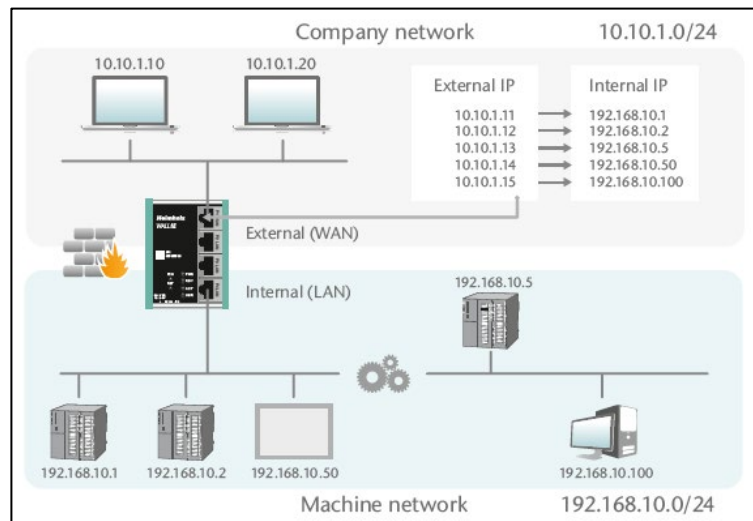 Company network 10.10.1.0/24
10.10.1.10 10.10.1.20
External IP Internal IP
10.10.1.11 192.168.10.1
10.10.1.12 192.168.10.2
10.10.1.13 192.168.10.5
10.10.1.14 192.168.10.50
10.10.1.15 192.168.10.100
Helmholz
WALL IE
External (WAN)
Internal (LAN)
192.168.10.5
192.168.10.1 192.168.10.2 192.168.10.50 192.168.10.100
Machine network 192.168.10.0/24